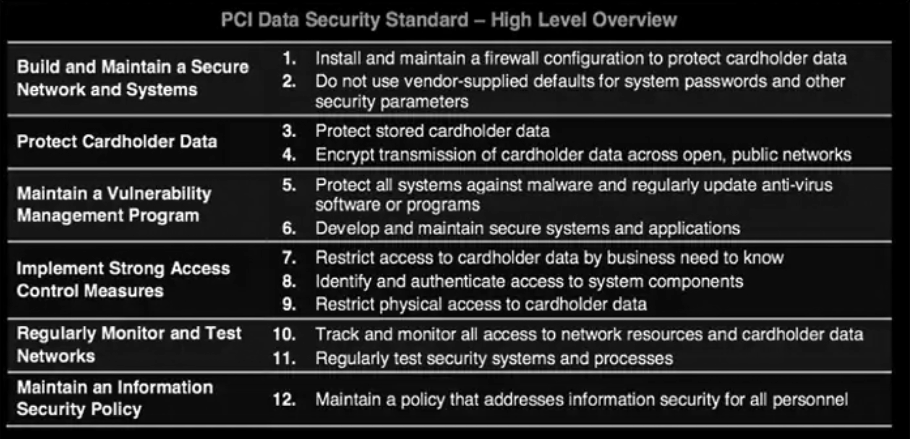 PCI Data Security Standard – High Level Overview
Build and Maintain a Secure
Network and Systems
1. Install and maintain a firewall configuration to protect cardholder data
2. Do not use vendor-supplied defaults for system passwords and other
security parameters
Protect Cardholder Data
3. Protect stored cardholder data
4. Encrypt transmission of cardholder data across open, public networks
Maintain a Vulnerability
Management Program
5. Protect all systems against malware and regularly update anti-virus
software or programs
6. Develop and maintain secure systems and applications
Implement Strong Access
Control Measures
7. Restrict access to cardholder data by business need to know
8. Identify and authenticate access to system components
9. Restrict physical access to cardholder data
Regularly Monitor and Test
Networks
10. Track and monitor all access to network resources and cardholder data
11. Regularly test security systems and processes
Maintain an Information
Security Policy
12. Maintain a policy that addresses information security for all personnel